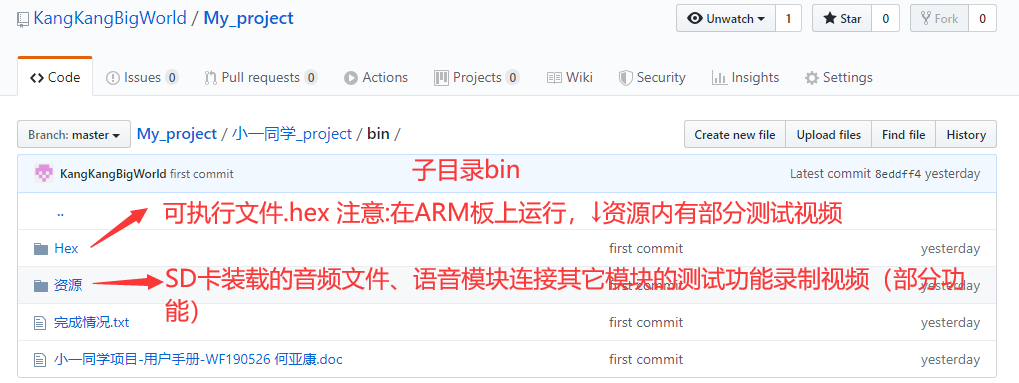 KangKangBigWorld / My_project Unwatch 1 Star 0 Fork 0
Code Issues 0 Pull requests 0 Actions Projects 0 Wiki Security Insights Settings
Branch: master My_project / 小一同学_project / bin / Create new file Upload files Find file History
子目录bin
KangKangBigWorld first commit Latest commit 8eddff4 yesterday
..
可执行文件.hex 注意:在ARM板上运行，↓资源内有部分测试视频
Hex first commit yesterday
SD卡装载的音频文件、语音模块连接其它模块的测试功能录制视频（部分功
能）
资源 first commit yesterday
完成情况.txt first commit yesterday
小一同学项目-用户手册-WF190526 何亚康.doc first commit yesterday